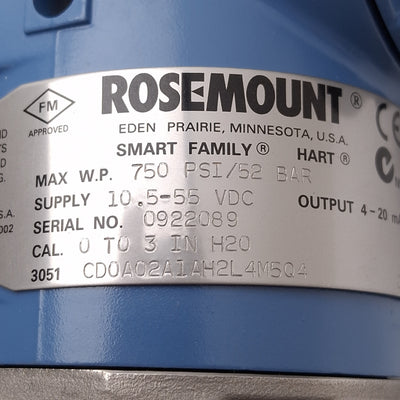 FM
APPROVED
ROSEMOUNT®
EDEN PRAIRIE, MINNESOTA, U.S.A.
SMART FAMILY® HART®
MAX W.P. 750 PSI/52 BAR
SUPPLY 10.5-55 VDC
OUTPUT 4-20 mA
SERIAL NO. 0922089
CAL. 0 TO 3 IN H2O
3051 CD0A02A1AH2L4M5Q4